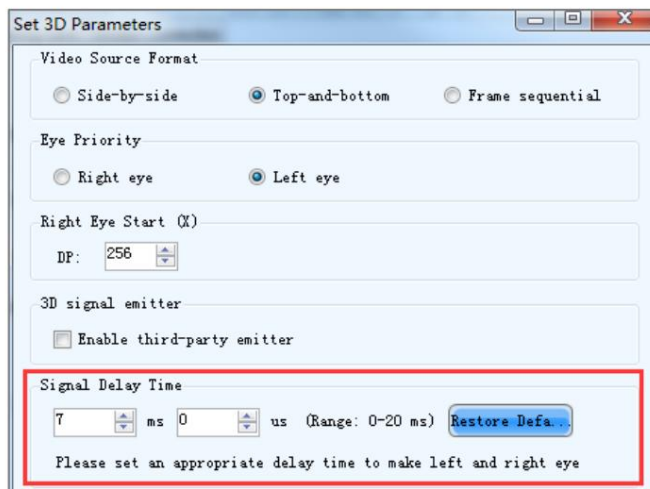 Set 3D Parameters
Video Source Format
Side-by-side Top-and-bottom Frame sequential
Eye Priority
Right eye Left eye
Right Eye Start (X)
DP: 256
3D signal emitter
Enable third-party emitter
Signal Delay Time
7 ms 0 us (Range: 0-20 ms) Restore Defa...
Please set an appropriate delay time to make left and right eye